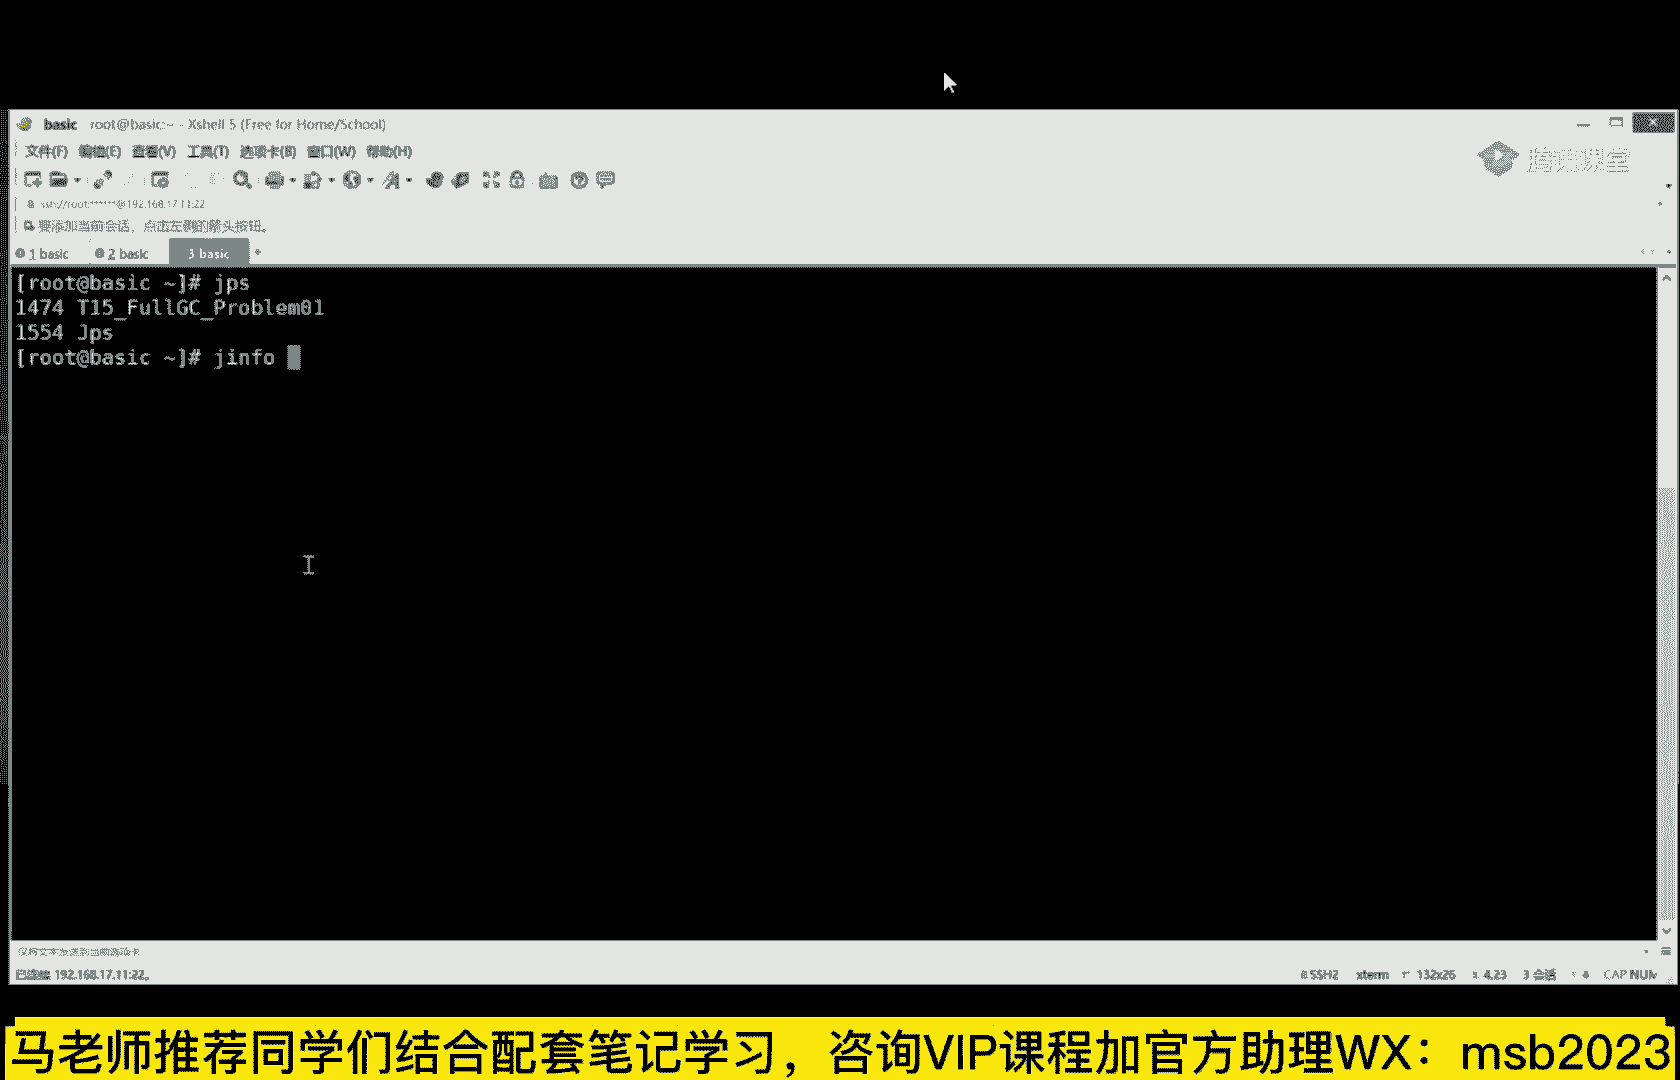 basic root@basic:~ - Xshell 5 (Free for Home/School)
文件(F) 编辑(E) 查看(V) 工具(T) 选项卡(B) 窗口(W) 帮助(H)
腾讯课堂
ssh://root:******@192.168.17.11:22
要添加当前会话，点击左侧的箭头按钮。
1 basic 2 basic 3 basic +
[root@basic ~]# jps
1474 T15_FullGC_Problem01
1554 Jps
[root@basic ~]# jinfo
仅将文本发送到当前选项卡
已连接 192.168.17.11:22。 SSH2 xterm 132x26 4,23 3 会话 CAP NUM
马老师推荐同学们结合配套笔记学习，咨询VIP课程加官方助理WX：msb2023